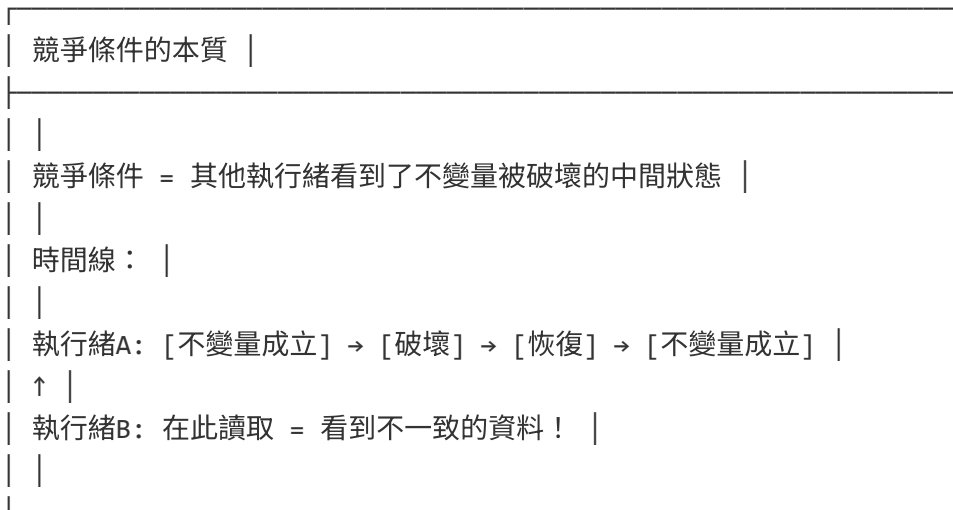 ┌──────────────────────────────────────────────────────────────
│ 競爭條件的本質 │
├──────────────────────────────────────────────────────────────
│ │
│ 競爭條件 = 其他執行緒看到了不變量被破壞的中間狀態 │
│ │
│ 時間線： │
│ │
│ 執行緒A: [不變量成立] → [破壞] → [恢復] → [不變量成立] │
│ ↑ │
│ 執行緒B: 在此讀取 = 看到不一致的資料！ │
│ │